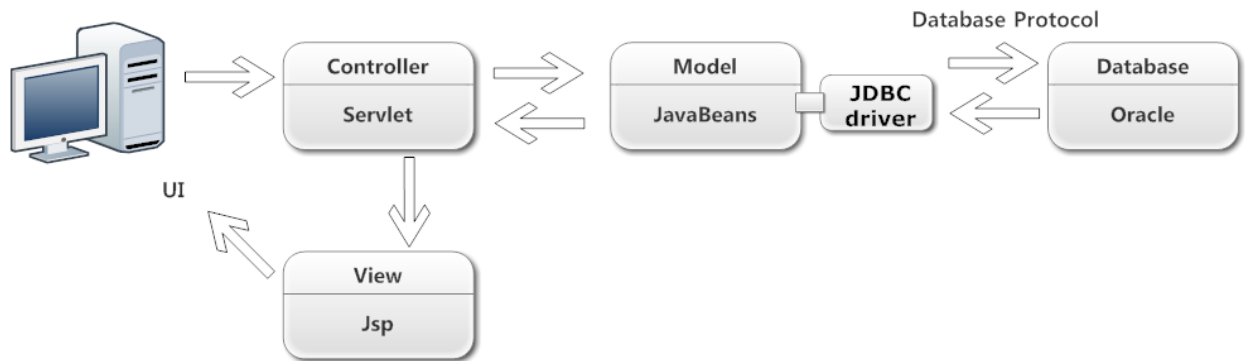 Database Protocol
Controller
Servlet
Model
JavaBeans
JDBC
driver
Database
Oracle
UI
View
Jsp